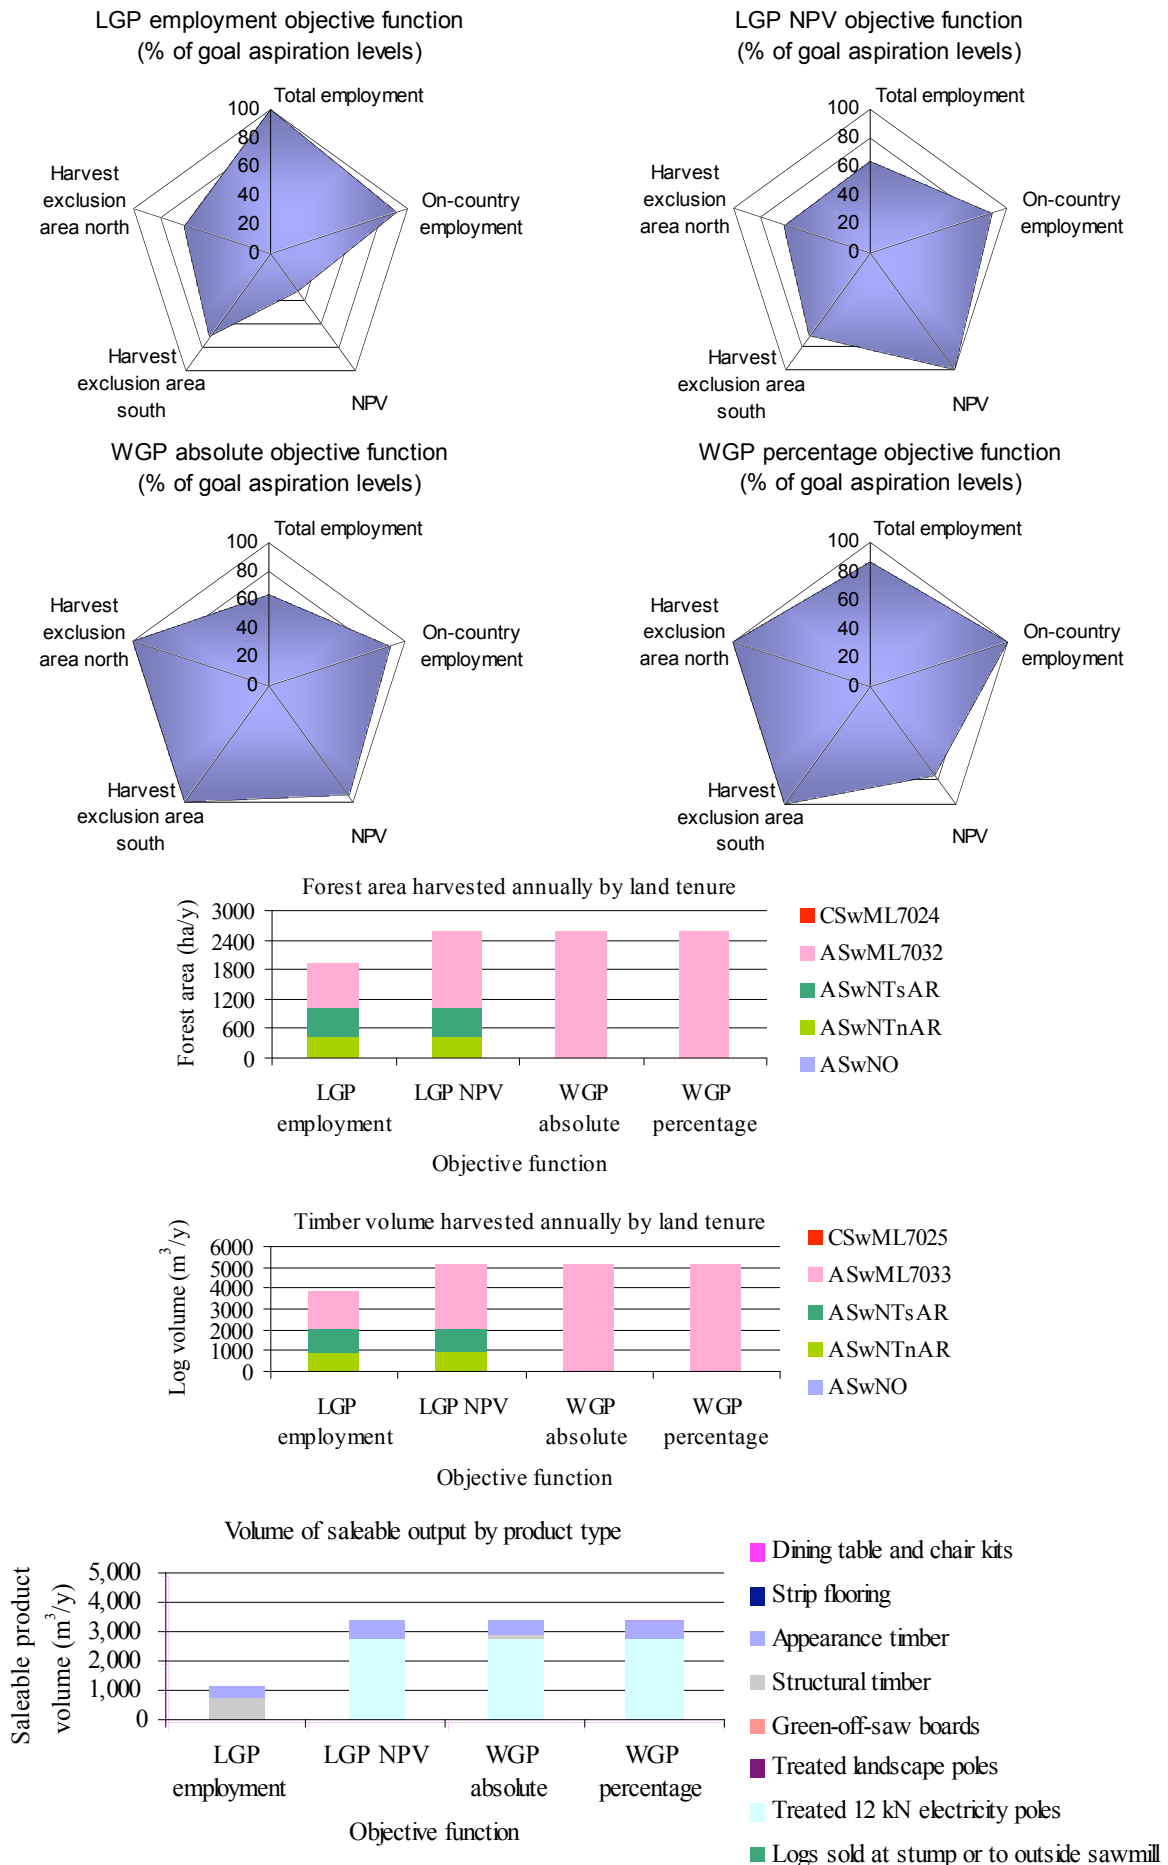 LGP employment objective function
(% of goal aspiration levels)
Total employment
100
80
60
40
20
0
Harvest
exclusion
area north
On-country
employment
Harvest
exclusion area
south
NPV
LGP NPV objective function
(% of goal aspiration levels)
Total employment
100
80
60
40
20
0
Harvest
exclusion
area north
On-country
employment
Harvest
exclusion area
south
NPV
WGP absolute objective function
(% of goal aspiration levels)
Total employment
100
80
60
40
20
0
Harvest
exclusion
area north
On-country
employment
Harvest
exclusion area
south
NPV
WGP percentage objective function
(% of goal aspiration levels)
Total employment
100
80
60
40
20
0
Harvest
exclusion
area north
On-country
employment
Harvest
exclusion area
south
NPV
Forest area harvested annually by land tenure
Forest area (ha/y)
3000
2400
1800
1200
600
0
LGP
employment
LGP NPV
WGP
absolute
WGP
percentage
Objective function
CSwML7024
ASwML7032
ASwNTsAR
ASwNTnAR
ASwNO
Timber volume harvested annually by land tenure
Log volume (m³/y)
6000
5000
4000
3000
2000
1000
0
LGP
employment
LGP NPV
WGP
absolute
WGP
percentage
Objective function
CSwML7025
ASwML7033
ASwNTsAR
ASwNTnAR
ASwNO
Volume of saleable output by product type
Saleable product
volume (m³/y)
5,000
4,000
3,000
2,000
1,000
0
LGP
employment
LGP NPV
WGP
absolute
WGP
percentage
Objective function
Dining table and chair kits
Strip flooring
Appearance timber
Structural timber
Green-off-saw boards
Treated landscape poles
Treated 12 kN electricity poles
Logs sold at stump or to outside sawmill